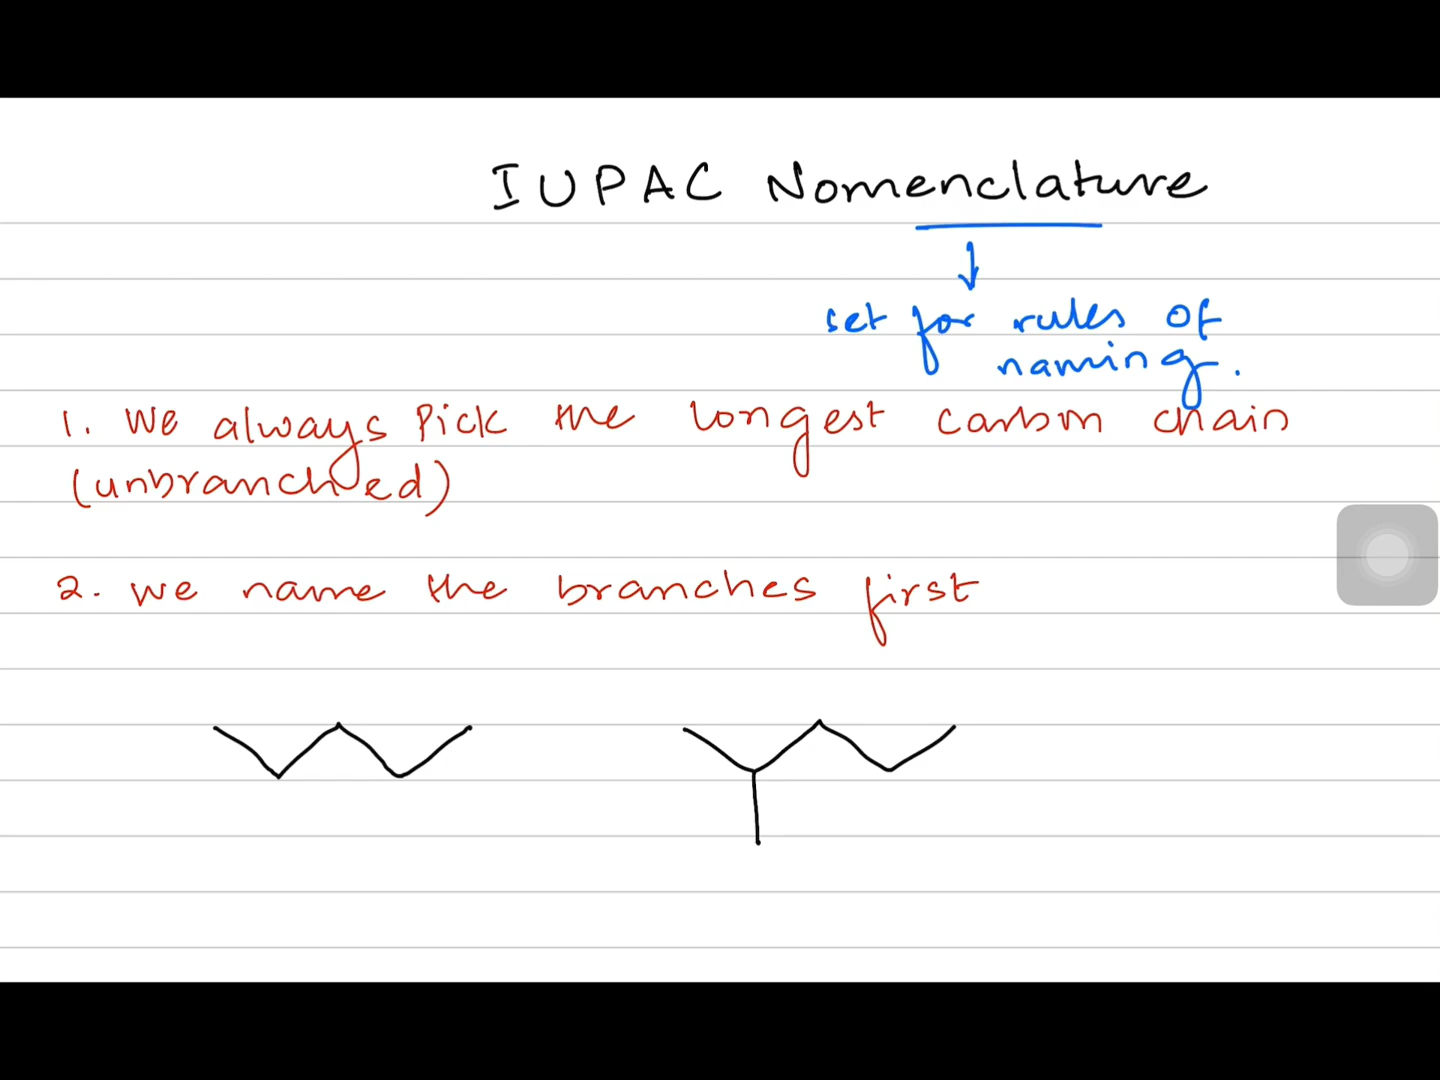 IUPAC Nomenclature
set for rules of
naming.
1. We always Pick the longest carbon chain
(unbranched)
2. we name the branches first